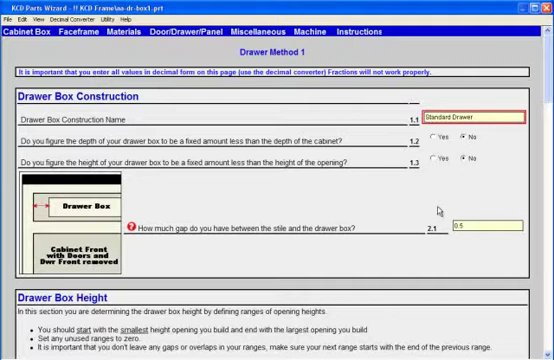 KCD Parts Wizard - !! KCD Frame\aa-dr-box1.prt
File Edit View Decimal Converter Utility Help
Cabinet Box Faceframe Materials Door/Drawer/Panel Miscellaneous Machine Instructions
Drawer Method 1
It is important that you enter all values in decimal form on this page (use the decimal converter) Fractions will not work properly.
Drawer Box Construction
Drawer Box Construction Name 1.1 Standard Drawer
Do you figure the depth of your drawer box to be a fixed amount less than the depth of the cabinet? 1.2 Yes No
Do you figure the height of your drawer box to be a fixed amount less than the height of the opening? 1.3 Yes No
Drawer Box
? How much gap do you have between the stile and the drawer box? 2.1 0.5
Cabinet Front
with Doors and
Dwr Front removed
Drawer Box Height
In this section you are determining the drawer box height by defining ranges of opening heights.
You should start with the smallest height opening you build and end with the largest opening you build
Set any unused ranges to zero.
It is important that you don't leave any gaps or overlaps in your ranges, make sure your next range starts with the end of the previous range.